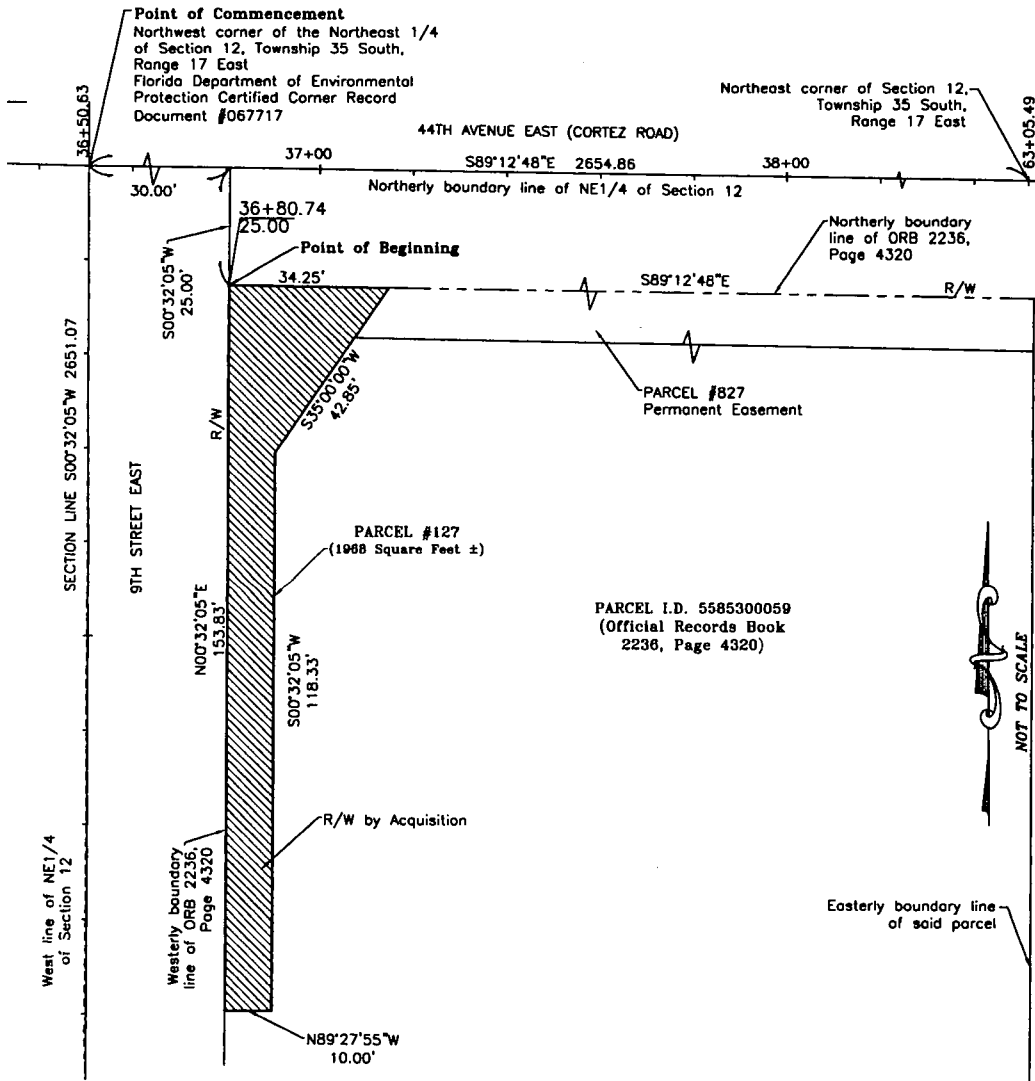 Point of Commencement
Northwest corner of the Northeast 1/4
of Section 12, Township 35 South,
Range 17 East
Florida Department of Environmental
Protection Certified Corner Record
Document #067717
36+50.63
Northeast corner of Section 12,
Township 35 South,
Range 17 East
63+05.49
44TH AVENUE EAST (CORTEZ ROAD)
37+00
S89°12'48"E 2654.86
38+00
30.00'
Northerly boundary line of NE1/4 of Section 12
36+80.74
25.00
S00°32'05"W
25.00'
Point of Beginning
Northerly boundary
line of ORB 2236,
Page 4320
34.25'
S89°12'48"E
R/W
S35°00'00"W
42.85'
PARCEL #827
Permanent Easement
SECTION LINE S00°32'05"W 2651.07
R/W
9TH STREET EAST
PARCEL #127
(1968 Square Feet ±)
N00°32'05"E
153.83'
S00°32'05"W
118.33'
PARCEL I.D. 5585300059
(Official Records Book
2236, Page 4320)
NOT TO SCALE
R/W by Acquisition
West line of NE1/4
of Section 12
Westerly boundary
line of ORB 2236,
Page 4320
Easterly boundary line
of said parcel
N89°27'55"W
10.00'